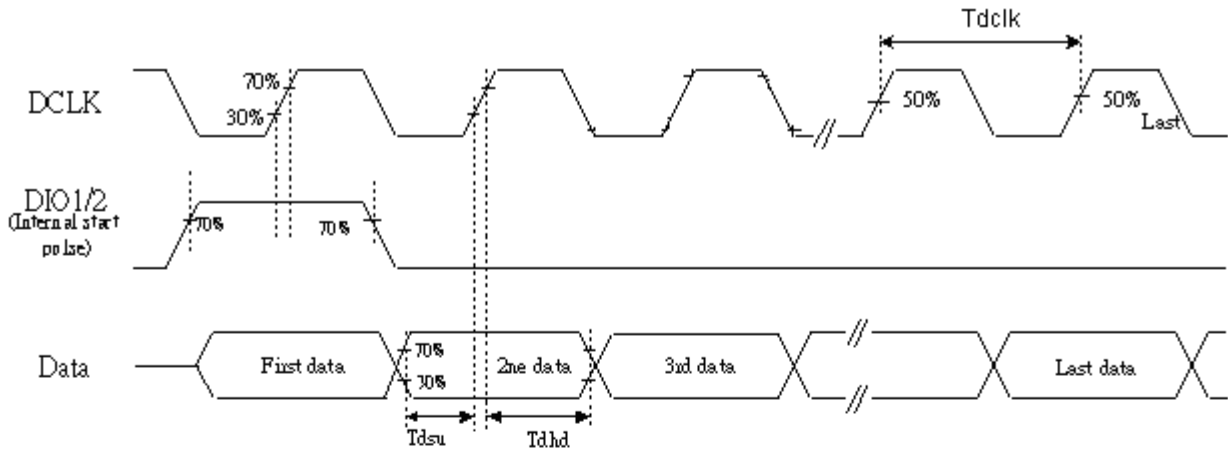 Tdclk
DCLK
70%
30%
50%
50%
Last
DIO1/2
(Internal start
polse)
70%
70%
Data
First data
70%
30%
2ne data
3rd data
Last data
Tdsu
Tdhd